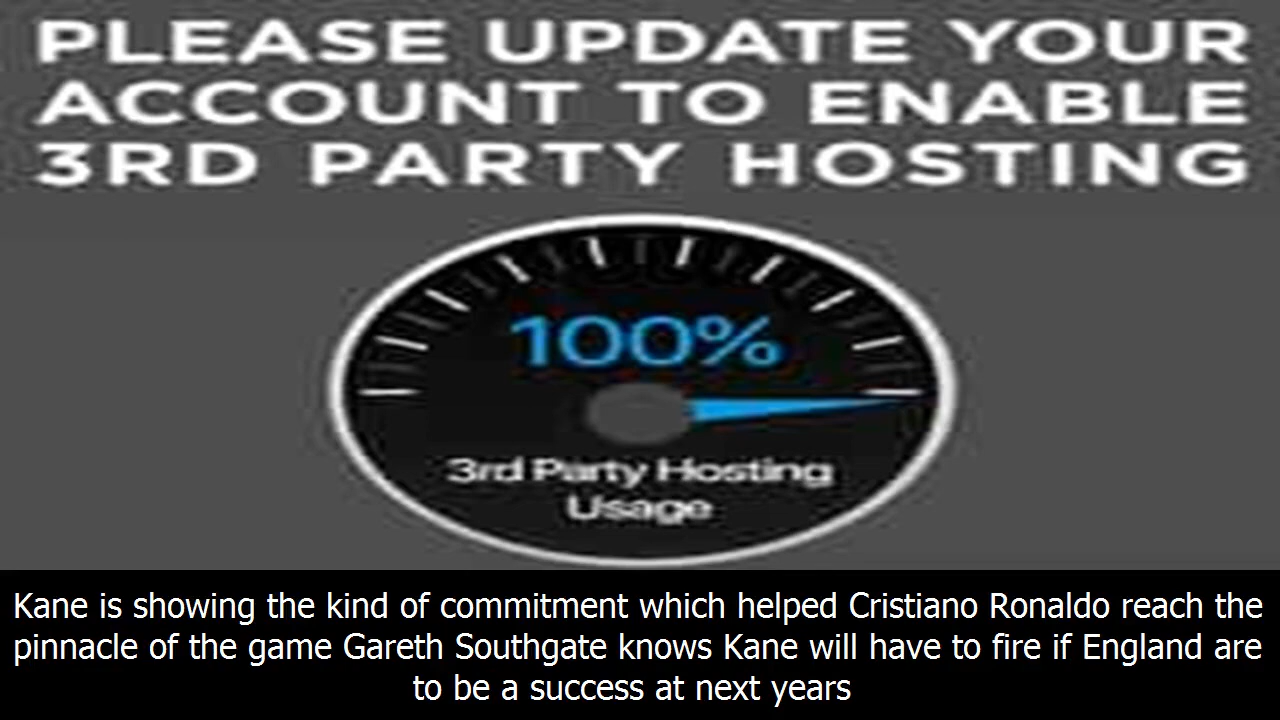 PLEASE UPDATE YOUR
ACCOUNT TO ENABLE
3RD PARTY HOSTING
100%
3rd Party Hosting
Usage
Kane is showing the kind of commitment which helped Cristiano Ronaldo reach the
pinnacle of the game Gareth Southgate knows Kane will have to fire if England are
to be a success at next years